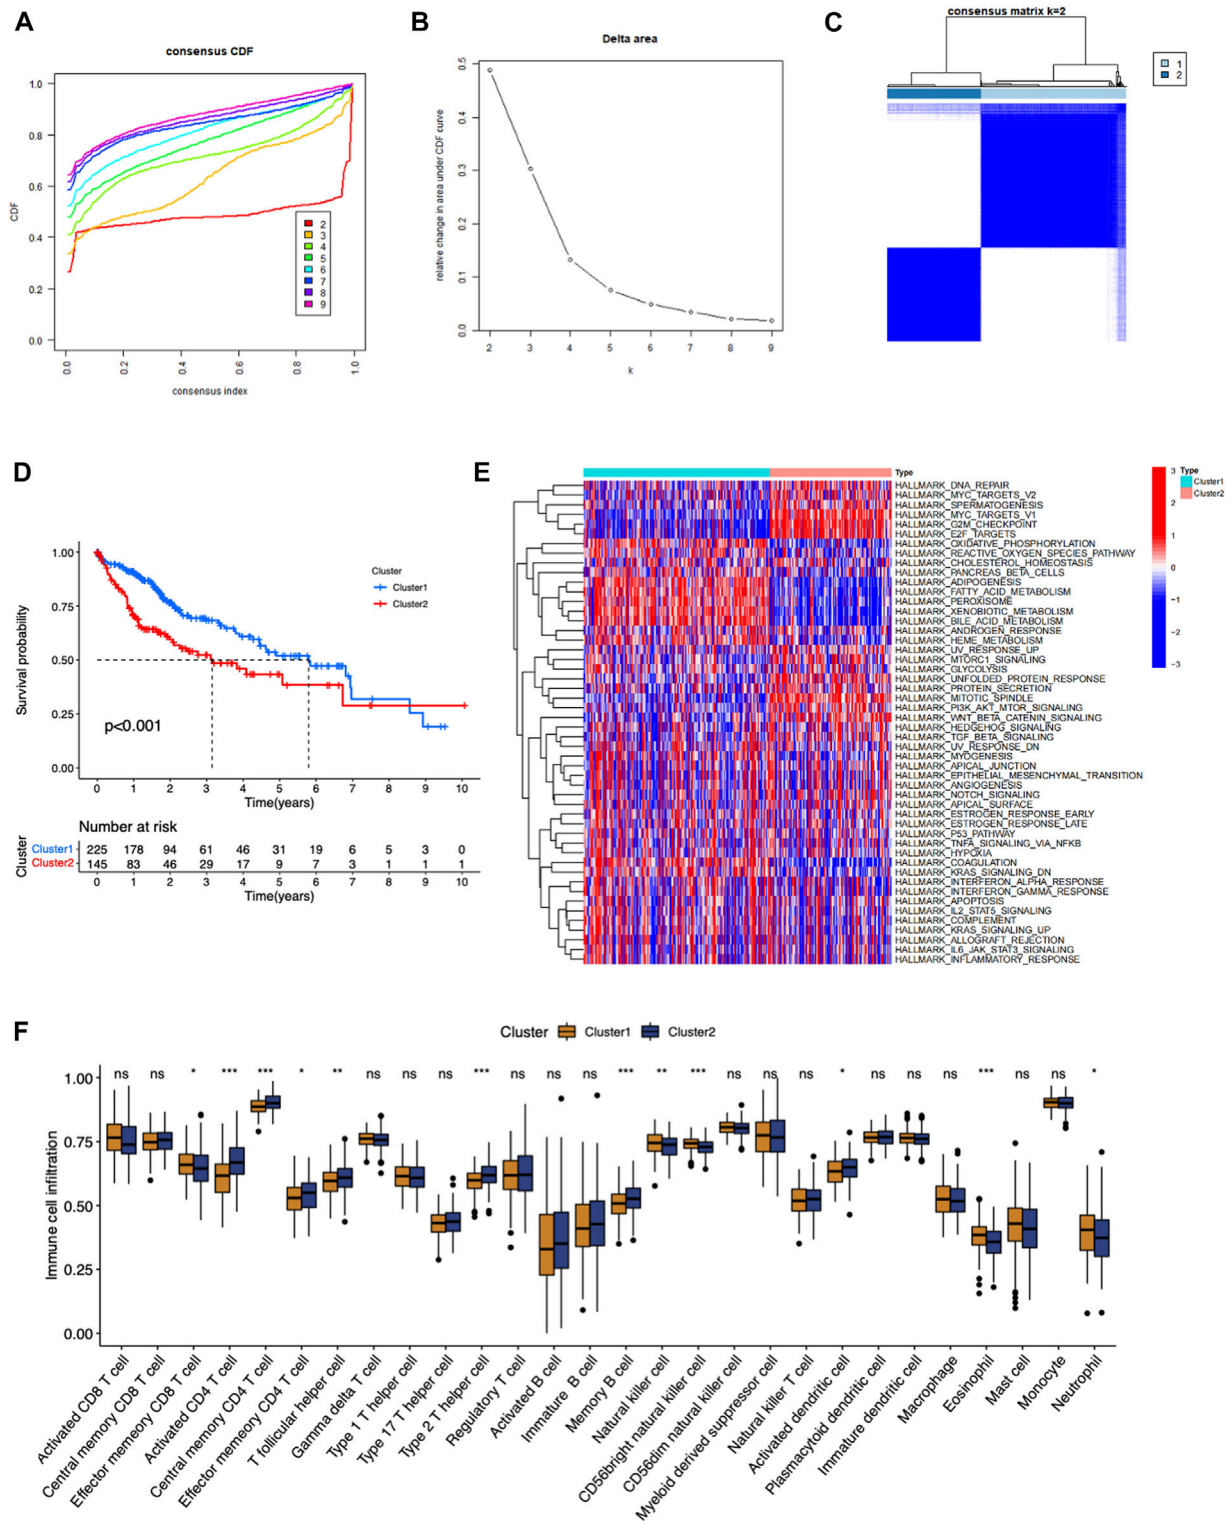 A
consensus CDF
CDF
1.0
0.8
0.6
0.4
0.2
0.0
2
3
4
5
6
7
8
9
0.0 0.2 0.4 0.6 0.8 1.0
consensus index
B
Delta area
relative change in area under CDF curve
0.5
0.4
0.3
0.2
0.1
0.0
2 3 4 5 6 7 8 9
k
C
consensus matrix k=2
1
2
D
Survival probability
1.00
0.75
0.50
0.25
0.00
Cluster
Cluster1
Cluster2
p<0.001
0 1 2 3 4 5 6 7 8 9 10
Time(years)
Number at risk
Cluster
Cluster1 225 178 94 61 46 31 19 6 5 3 0
Cluster2 145 83 46 29 17 9 7 3 1 1 1
0 1 2 3 4 5 6 7 8 9 10
Time(years)
E
Type
HALLMARK_DNA_REPAIR
HALLMARK_MYC_TARGETS_V2
HALLMARK_SPERMATOGENESIS
HALLMARK_MYC_TARGETS_V1
HALLMARK_G2M_CHECKPOINT
HALLMARK_E2F_TARGETS
HALLMARK_OXIDATIVE_PHOSPHORYLATION
HALLMARK_REACTIVE_OXYGEN_SPECIES_PATHWAY
HALLMARK_CHOLESTEROL_HOMEOSTASIS
HALLMARK_PANCREAS_BETA_CELLS
HALLMARK_ADIPOGENESIS
HALLMARK_FATTY_ACID_METABOLISM
HALLMARK_PEROXISOME
HALLMARK_XENOBIOTIC_METABOLISM
HALLMARK_BILE_ACID_METABOLISM
HALLMARK_ANDROGEN_RESPONSE
HALLMARK_HEME_METABOLISM
HALLMARK_UV_RESPONSE_UP
HALLMARK_MTORC1_SIGNALING
HALLMARK_GLYCOLYSIS
HALLMARK_UNFOLDED_PROTEIN_RESPONSE
HALLMARK_PROTEIN_SECRETION
HALLMARK_MITOTIC_SPINDLE
HALLMARK_PI3K_AKT_MTOR_SIGNALING
HALLMARK_WNT_BETA_CATENIN_SIGNALING
HALLMARK_HEDGEHOG_SIGNALING
HALLMARK_TGF_BETA_SIGNALING
HALLMARK_UV_RESPONSE_DN
HALLMARK_MYOGENESIS
HALLMARK_APICAL_JUNCTION
HALLMARK_EPITHELIAL_MESENCHYMAL_TRANSITION
HALLMARK_ANGIOGENESIS
HALLMARK_NOTCH_SIGNALING
HALLMARK_APICAL_SURFACE
HALLMARK_ESTROGEN_RESPONSE_EARLY
HALLMARK_ESTROGEN_RESPONSE_LATE
HALLMARK_P53_PATHWAY
HALLMARK_TNFA_SIGNALING_VIA_NFKB
HALLMARK_HYPOXIA
HALLMARK_COAGULATION
HALLMARK_KRAS_SIGNALING_DN
HALLMARK_INTERFERON_ALPHA_RESPONSE
HALLMARK_INTERFERON_GAMMA_RESPONSE
HALLMARK_APOPTOSIS
HALLMARK_IL2_STAT5_SIGNALING
HALLMARK_COMPLEMENT
HALLMARK_KRAS_SIGNALING_UP
HALLMARK_ALLOGRAFT_REJECTION
HALLMARK_IL6_JAK_STAT3_SIGNALING
HALLMARK_INFLAMMATORY_RESPONSE
3
2
1
0
−1
−2
−3
Type
Cluster1
Cluster2
F
Cluster Cluster1 Cluster2
Immune cell infiltration
1.00
0.75
0.50
0.25
0.00
ns ns * *** *** * ** ns ns ns *** ns ns ns *** ** *** ns ns ns * ns ns ns *** ns ns *
Activated CD8 T cell
Central memory CD8 T cell
Effector memeory CD8 T cell
Activated CD4 T cell
Central memory CD4 T cell
Effector memeory CD4 T cell
T follicular helper cell
Gamma delta T cell
Type 1 T helper cell
Type 17 T helper cell
Type 2 T helper cell
Regulatory T cell
Activated B cell
Immature B cell
Memory B cell
Natural killer cell
CD56bright natural killer cell
CD56dim natural killer cell
Myeloid derived suppressor cell
Natural killer T cell
Activated dendritic cell
Plasmacytoid dendritic cell
Immature dendritic cell
Macrophage
Eosinophil
Mast cell
Monocyte
Neutrophil